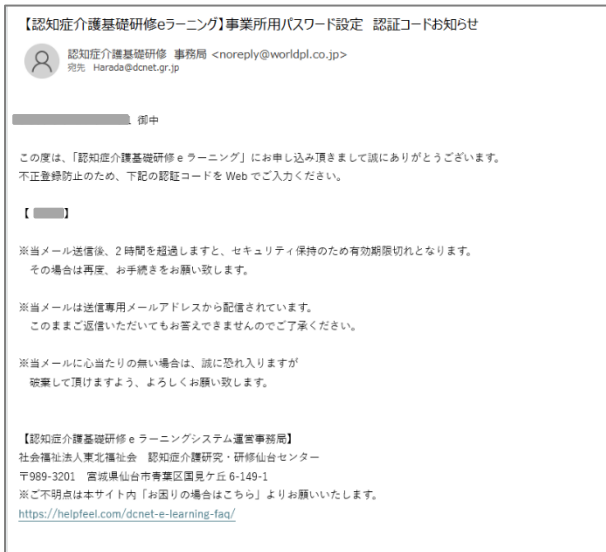 【認知症介護基礎研修eラーニング】事業所用パスワード設定 認証コードお知らせ
認知症介護基礎研修 事務局 <noreply@worldpl.co.jp>
宛先 Harada@dcnet.gr.jp
御中
この度は、「認知症介護基礎研修 e ラーニング」にお申し込み頂きまして誠にありがとうございます。
不正登録防止のため、下記の認証コードを Web でご入力ください。
【 】
※当メール送信後、2 時間を超過しますと、セキュリティ保持のため有効期限切れとなります。
その場合は再度、お手続きをお願い致します。
※当メールは送信専用メールアドレスから配信されています。
このままご返信いただいてもお答えできませんのでご了承ください。
※当メールに心当たりの無い場合は、誠に恐れ入りますが
破棄して頂けますよう、よろしくお願い致します。
【認知症介護基礎研修 e ラーニングシステム運営事務局】
社会福祉法人東北福祉会 認知症介護研究・研修仙台センター
〒989-3201 宮城県仙台市青葉区国見ケ丘 6-149-1
※ご不明点は本サイト内「お困りの場合はこちら」よりお願いいたします。
https://helpfeel.com/dcnet-e-learning-faq/